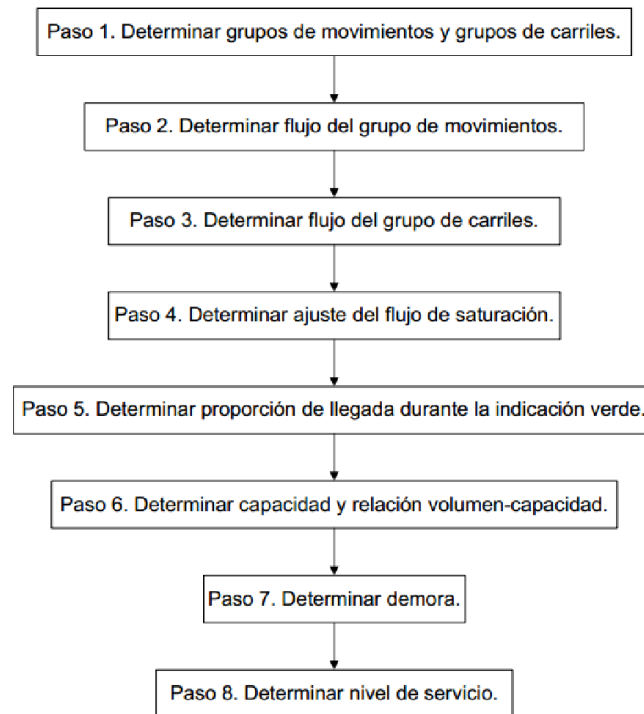 Paso 1. Determinar grupos de movimientos y grupos de carriles.
Paso 2. Determinar flujo del grupo de movimientos.
Paso 3. Determinar flujo del grupo de carriles.
Paso 4. Determinar ajuste del flujo de saturación.
Paso 5. Determinar proporción de llegada durante la indicación verde.
Paso 6. Determinar capacidad y relación volumen-capacidad.
Paso 7. Determinar demora.
Paso 8. Determinar nivel de servicio.